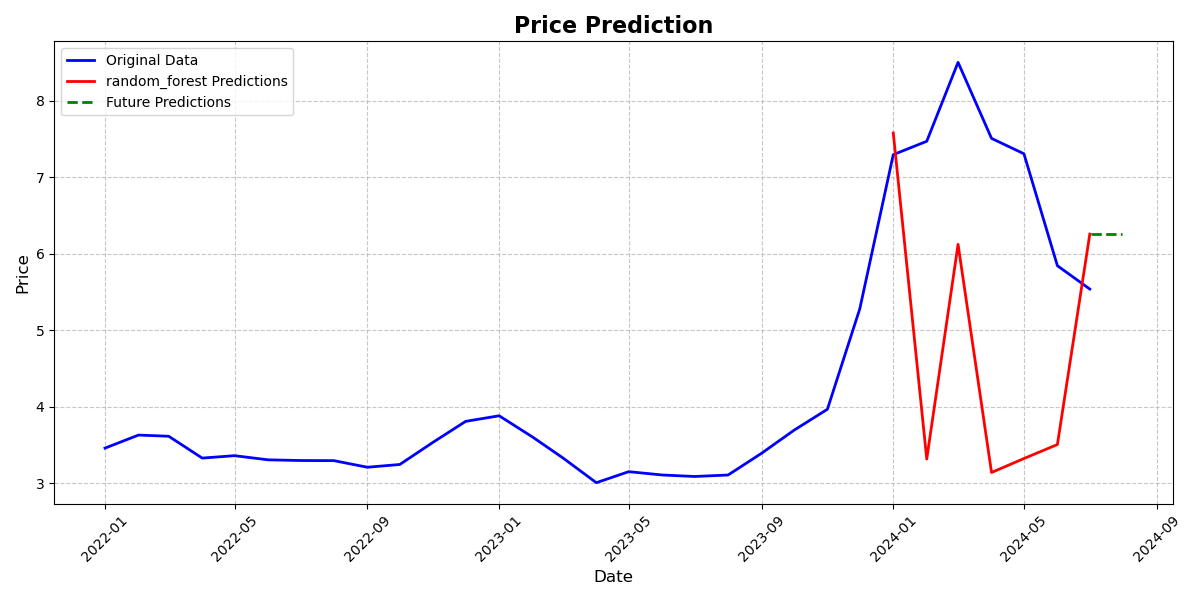 Price Prediction
Original Data
random_forest Predictions
Future Predictions
Price
8
7
6
5
4
3
2022-01
2022-05
2022-09
2023-01
2023-05
2023-09
2024-01
2024-05
2024-09
Date